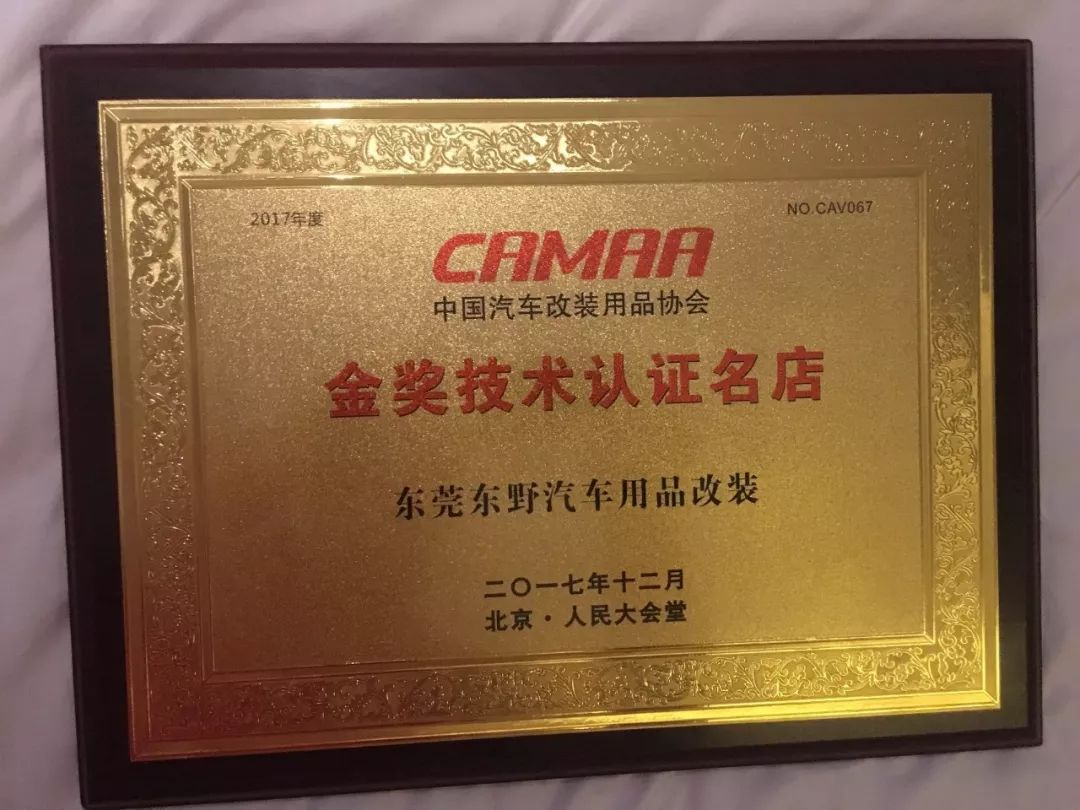 2017年度
NO.CAV067
CAMAA
中国汽车改装用品协会
金奖技术认证名店
东莞东野汽车用品改装
二〇一七年十二月
北京·人民大会堂